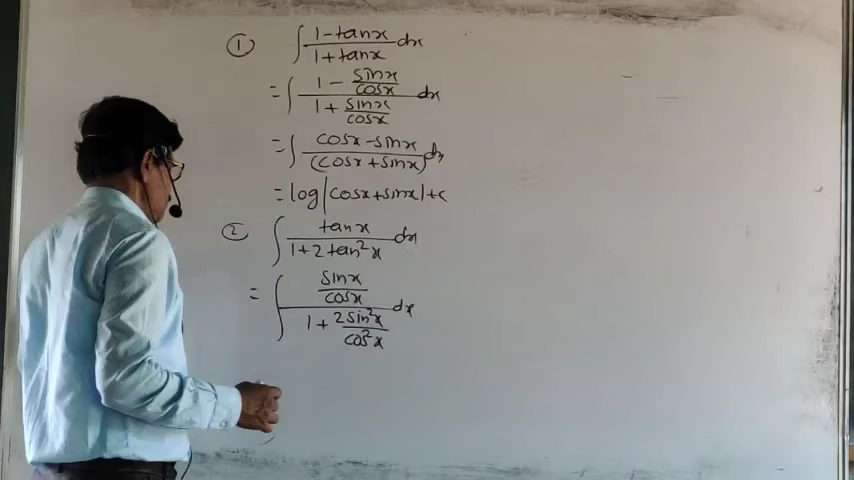 ① ∫ (1-tanx)/(1+tanx) dx
= ∫ (1 - sinx/cosx)/(1 + sinx/cosx) dx
= ∫ (cosx-sinx)/(cosx+sinx) dx
= log|cosx+sinx|+c
② ∫ tanx/(1+2tan²x) dx
= ∫ (sinx/cosx)/(1 + 2sin²x/cos²x) dx